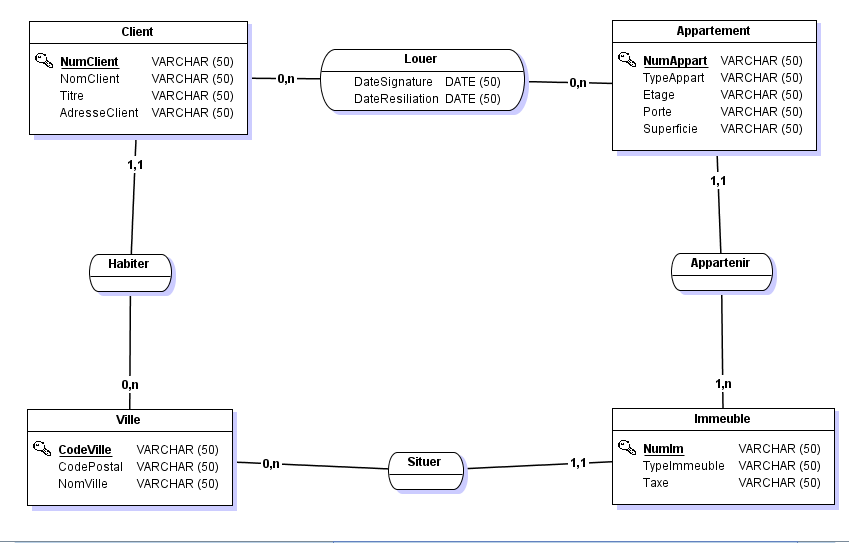 Client
NumClient VARCHAR (50)
NomClient VARCHAR (50)
Titre VARCHAR (50)
AdresseClient VARCHAR (50)
0,n
Louer
DateSignature DATE (50)
DateResiliation DATE (50)
0,n
Appartement
NumAppart VARCHAR (50)
TypeAppart VARCHAR (50)
Etage VARCHAR (50)
Porte VARCHAR (50)
Superficie VARCHAR (50)
1,1
1,1
Habiter
Appartenir
0,n
1,n
Ville
CodeVille VARCHAR (50)
CodePostal VARCHAR (50)
NomVille VARCHAR (50)
0,n
Situer
1,1
Immeuble
NumIm VARCHAR (50)
TypeImmeuble VARCHAR (50)
Taxe VARCHAR (50)